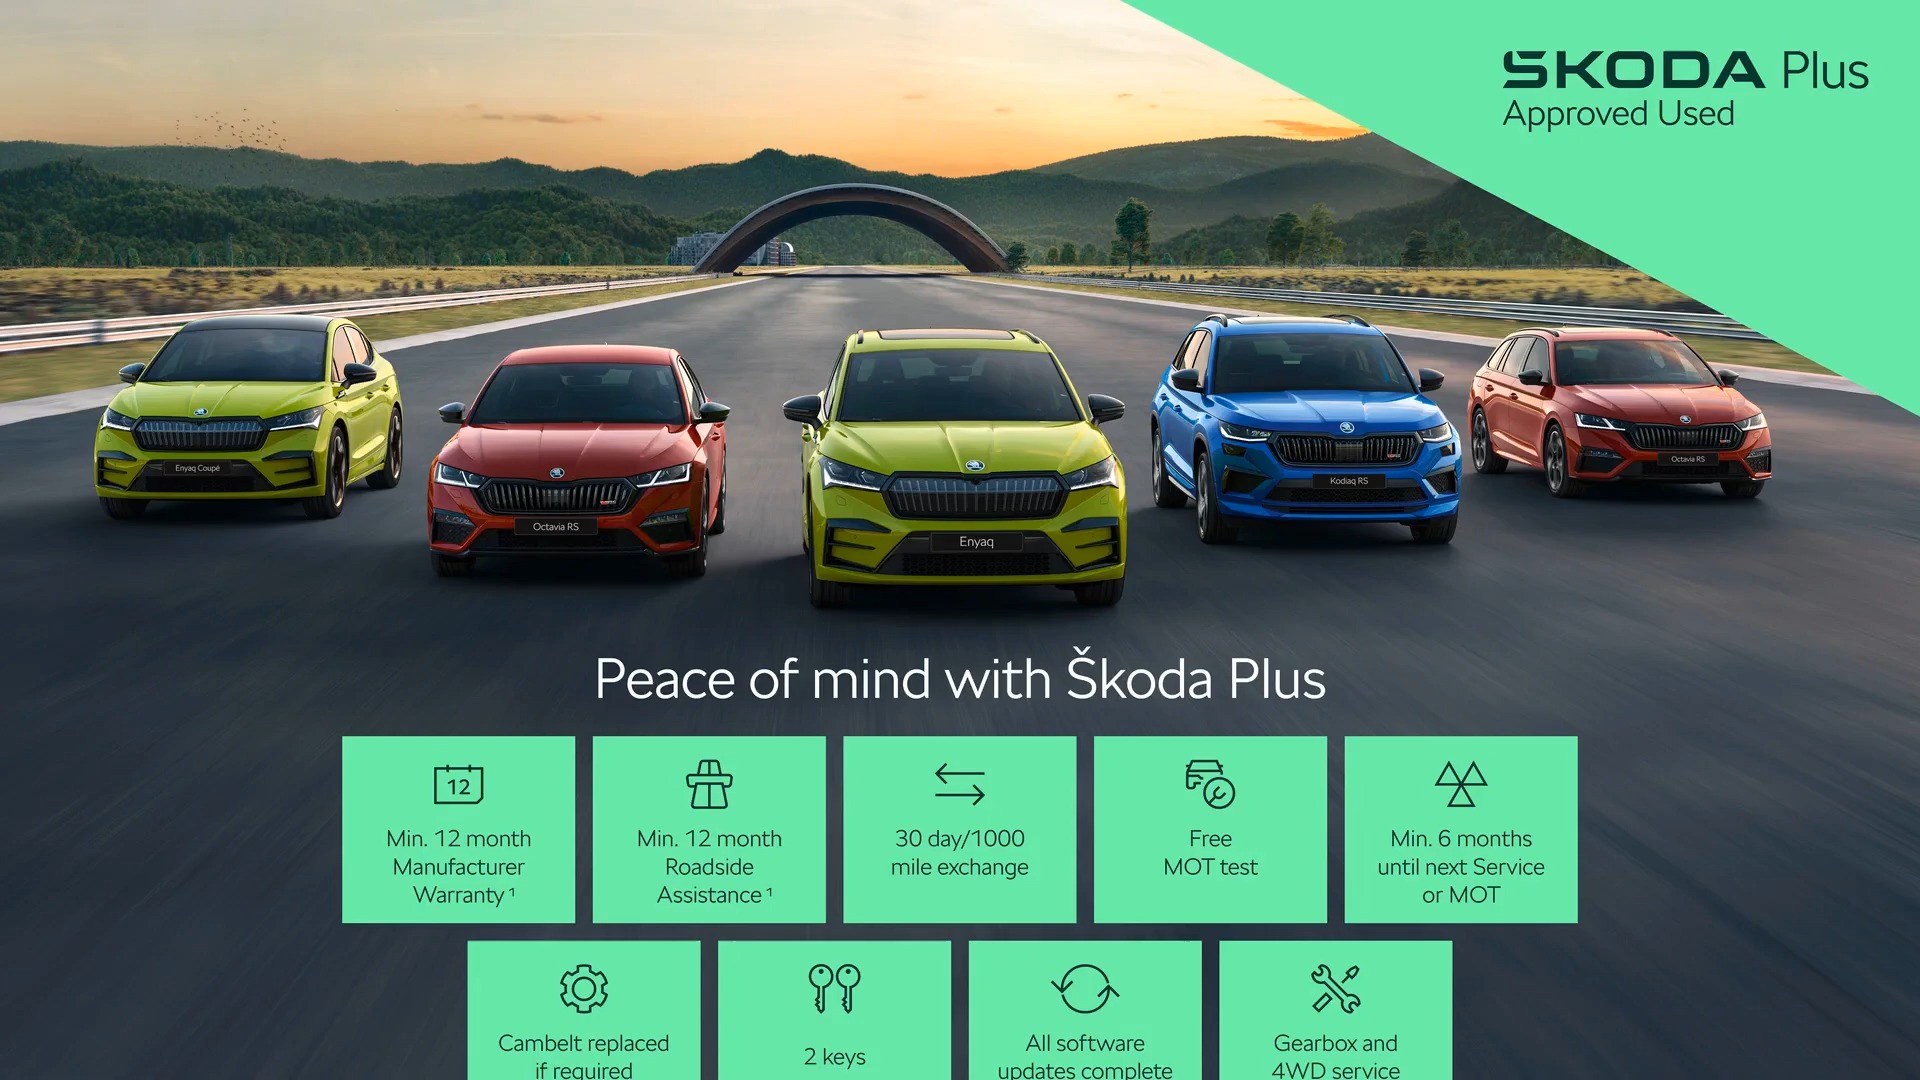 ŠKODA Plus
Approved Used
Enyaq Coupé
Octavia RS
Enyaq
Kodiaq RS
Octavia RS
Peace of mind with Škoda Plus
12
Min. 12 month
Manufacturer
Warranty ¹
Min. 12 month
Roadside
Assistance ¹
30 day/1000
mile exchange
Free
MOT test
Min. 6 months
until next Service
or MOT
Cambelt replaced
if required
2 keys
All software
updates complete
Gearbox and
4WD service